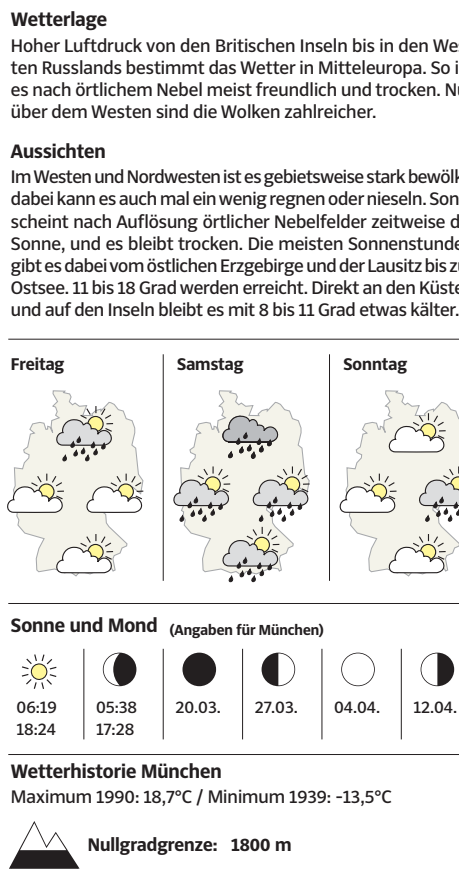 Wetterlage
Hoher Luftdruck von den Britischen Inseln bis in den Wes-
ten Russlands bestimmt das Wetter in Mitteleuropa. So i
es nach örtlichem Nebel meist freundlich und trocken. Nu
über dem Westen sind die Wolken zahlreicher.
Aussichten
Im Westen und Nordwesten ist es gebietsweise stark bewölk
dabei kann es auch mal ein wenig regnen oder nieseln. Son
scheint nach Auflösung örtlicher Nebelfelder zeitweise d
Sonne, und es bleibt trocken. Die meisten Sonnenstunde
gibt es dabei vom östlichen Erzgebirge und der Lausitz bis zu
Ostsee. 11 bis 18 Grad werden erreicht. Direkt an den Küste
und auf den Inseln bleibt es mit 8 bis 11 Grad etwas kälter.
Freitag Samstag Sonntag
Sonne und Mond (Angaben für München)
06:19 05:38 20.03. 27.03. 04.04. 12.04.
18:24 17:28
Wetterhistorie München
Maximum 1990: 18,7°C / Minimum 1939: -13,5°C
Nullgradgrenze: 1800 m